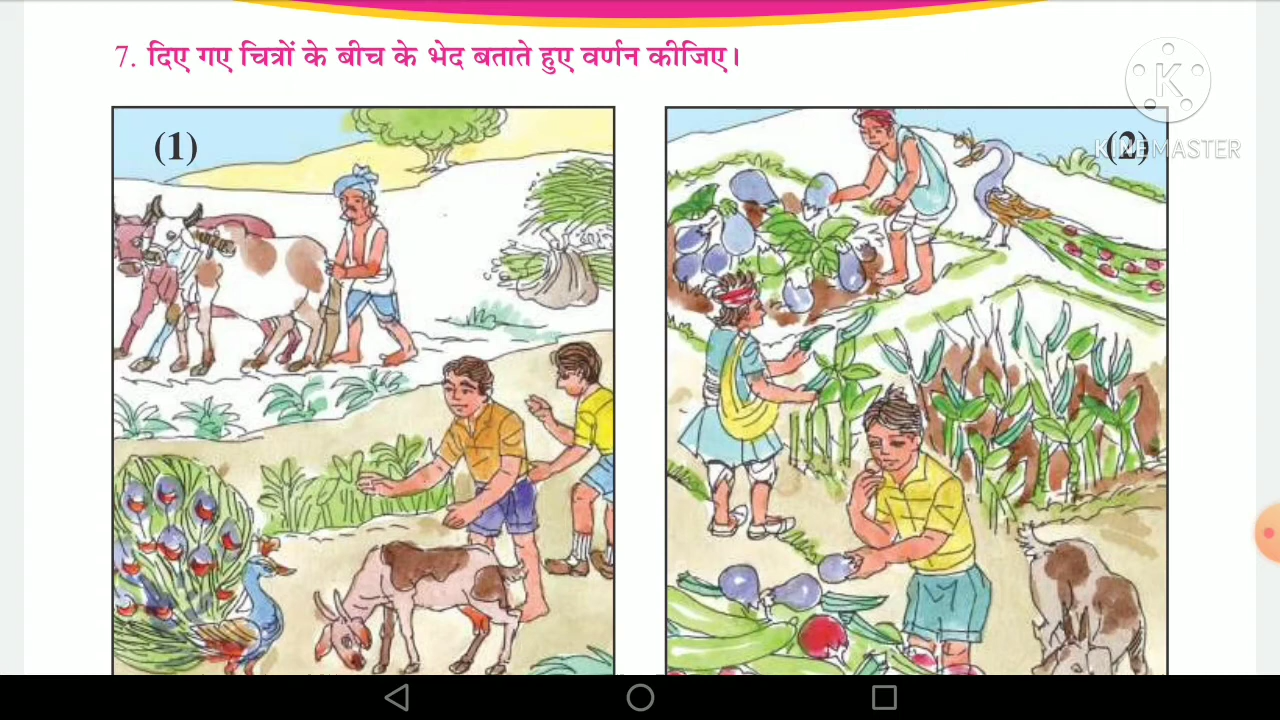 7. दिए गए चित्रों के बीच के भेद बताते हुए वर्णन कीजिए।
(1)
(2)
K
KINEMASTER